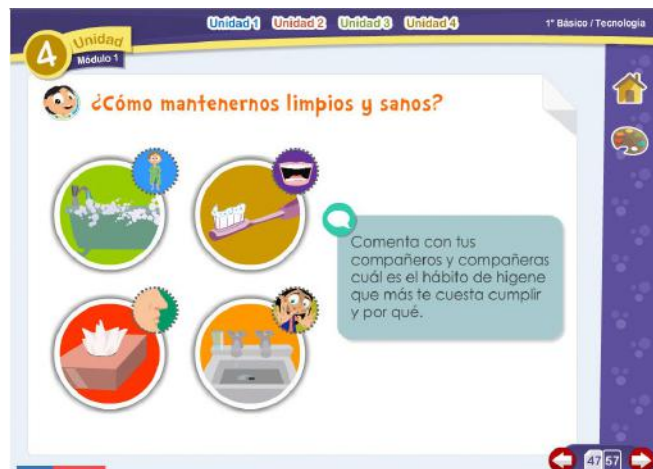 Unidad 1 Unidad 2 Unidad 3 Unidad 4
1° Básico / Tecnología
4
Unidad
Módulo 1
¿Cómo mantenernos limpios y sanos?
Comenta con tus
compañeros y compañeras
cuál es el hábito de higene
que más te cuesta cumplir
y por qué.
47 57